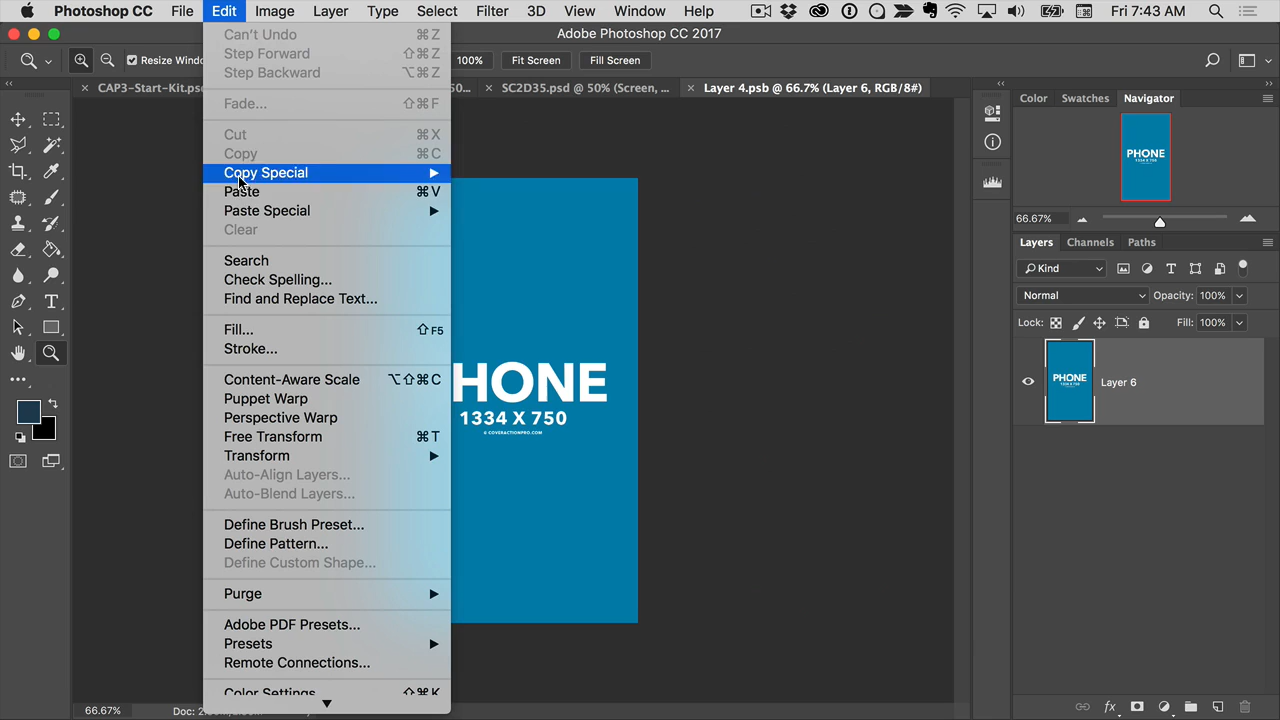 Photoshop CC File Edit Image Layer Type Select Filter 3D View Window Help Fri 7:43 AM
Adobe Photoshop CC 2017
Resize Windo 100% Fit Screen Fill Screen
CAP3-Start-Kit.psd 50... SC2D35.psd @ 50% (Screen, ... Layer 4.psb @ 66.7% (Layer 6, RGB/8#)
Can't Undo ⌘Z
Step Forward ⇧⌘Z
Step Backward ⌥⌘Z
Fade... ⇧⌘F
Cut ⌘X
Copy ⌘C
Copy Special
Paste ⌘V
Paste Special
Clear
Search
Check Spelling...
Find and Replace Text...
Fill... ⇧F5
Stroke...
Content-Aware Scale ⌥⇧⌘C
Puppet Warp
Perspective Warp
Free Transform ⌘T
Transform
Auto-Align Layers...
Auto-Blend Layers...
Define Brush Preset...
Define Pattern...
Define Custom Shape...
Purge
Adobe PDF Presets...
Presets
Remote Connections...
Color Settings... ⇧⌘K
HONE
1334 X 750
© COVERACTIONPRO.COM
Color Swatches Navigator
PHONE
1334 X 750
66.67%
Layers Channels Paths
Kind
Normal Opacity: 100%
Lock: Fill: 100%
PHONE
Layer 6
66.67% Doc: 2.